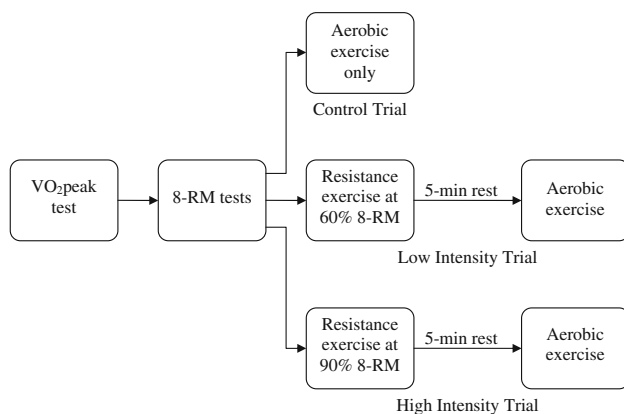 Aerobic
exercise
only
Control Trial
VO₂peak
test
8-RM tests
Resistance
exercise at
60% 8-RM
5-min rest
Aerobic
exercise
Low Intensity Trial
Resistance
exercise at
90% 8-RM
5-min rest
Aerobic
exercise
High Intensity Trial